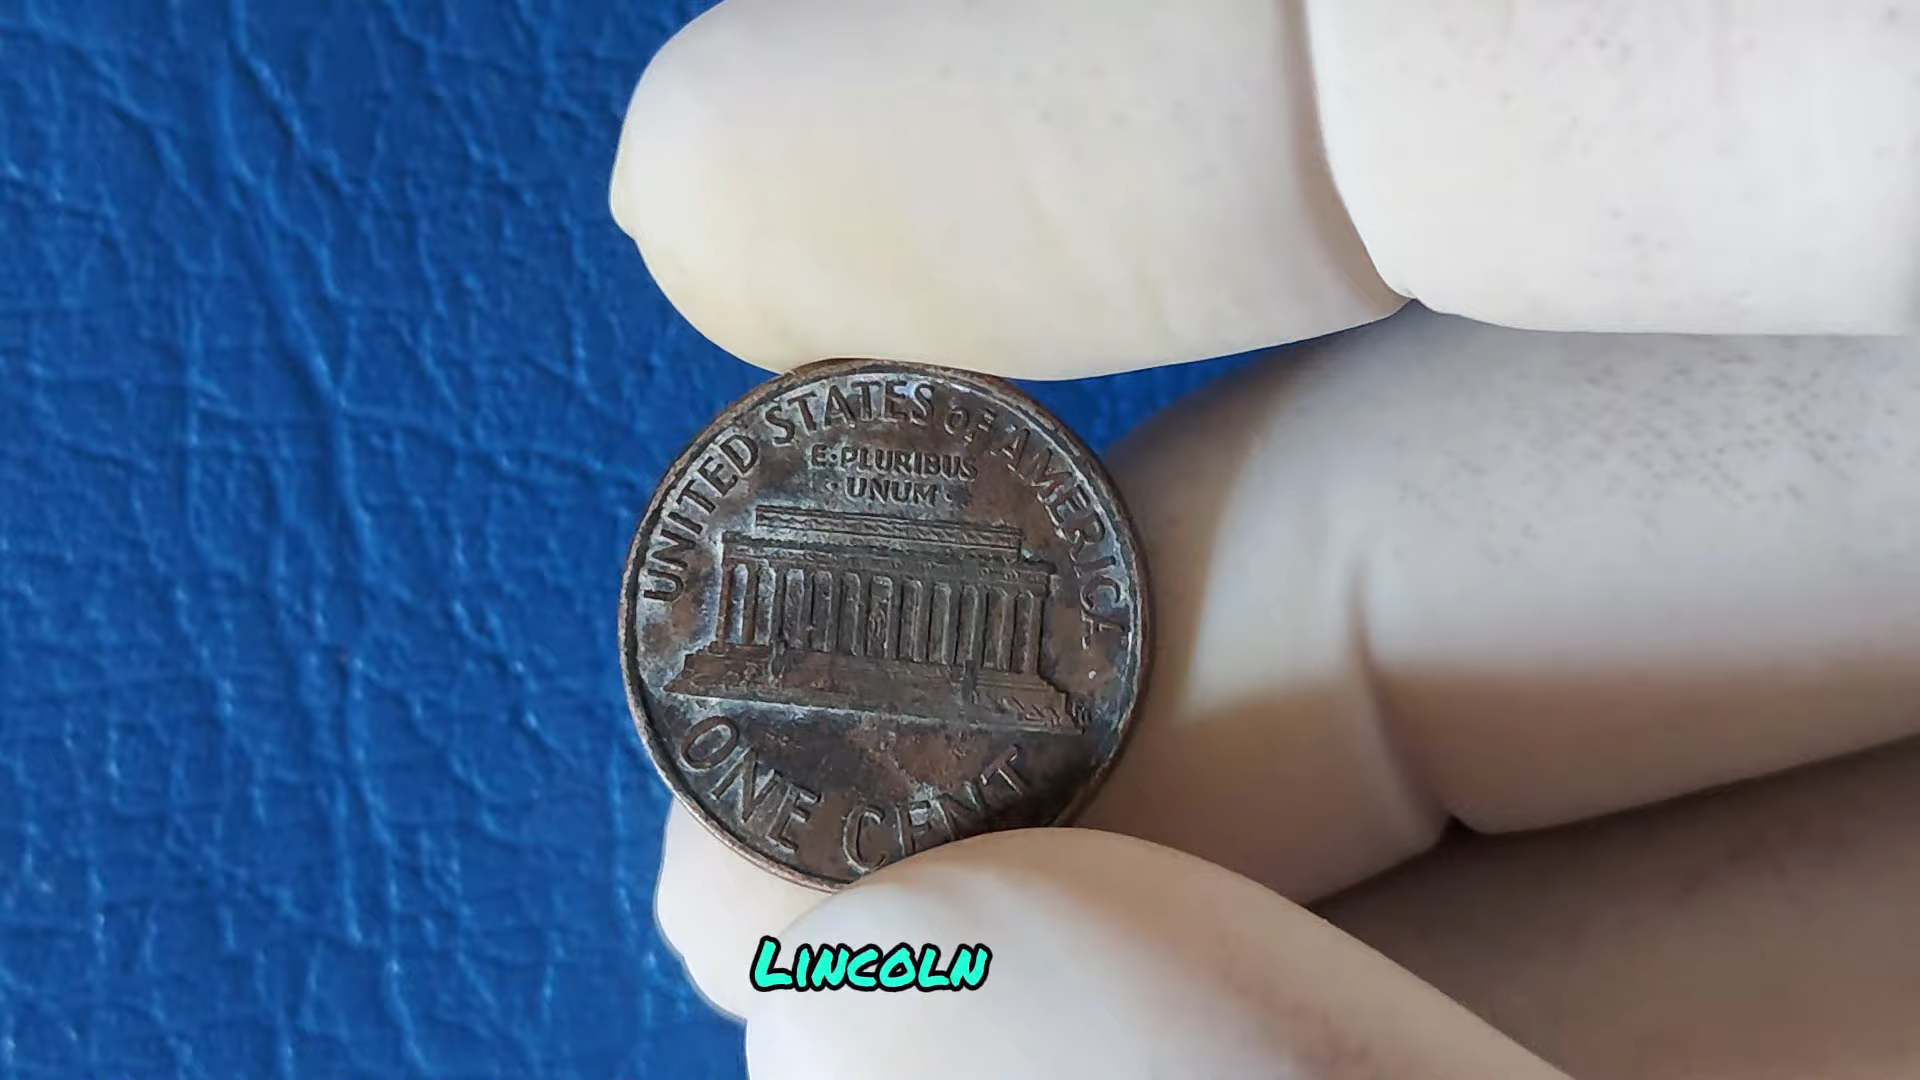 UNITED STATES OF AMERICA
E·PLURIBUS
·UNUM·
ONE CENT
LINCOLN